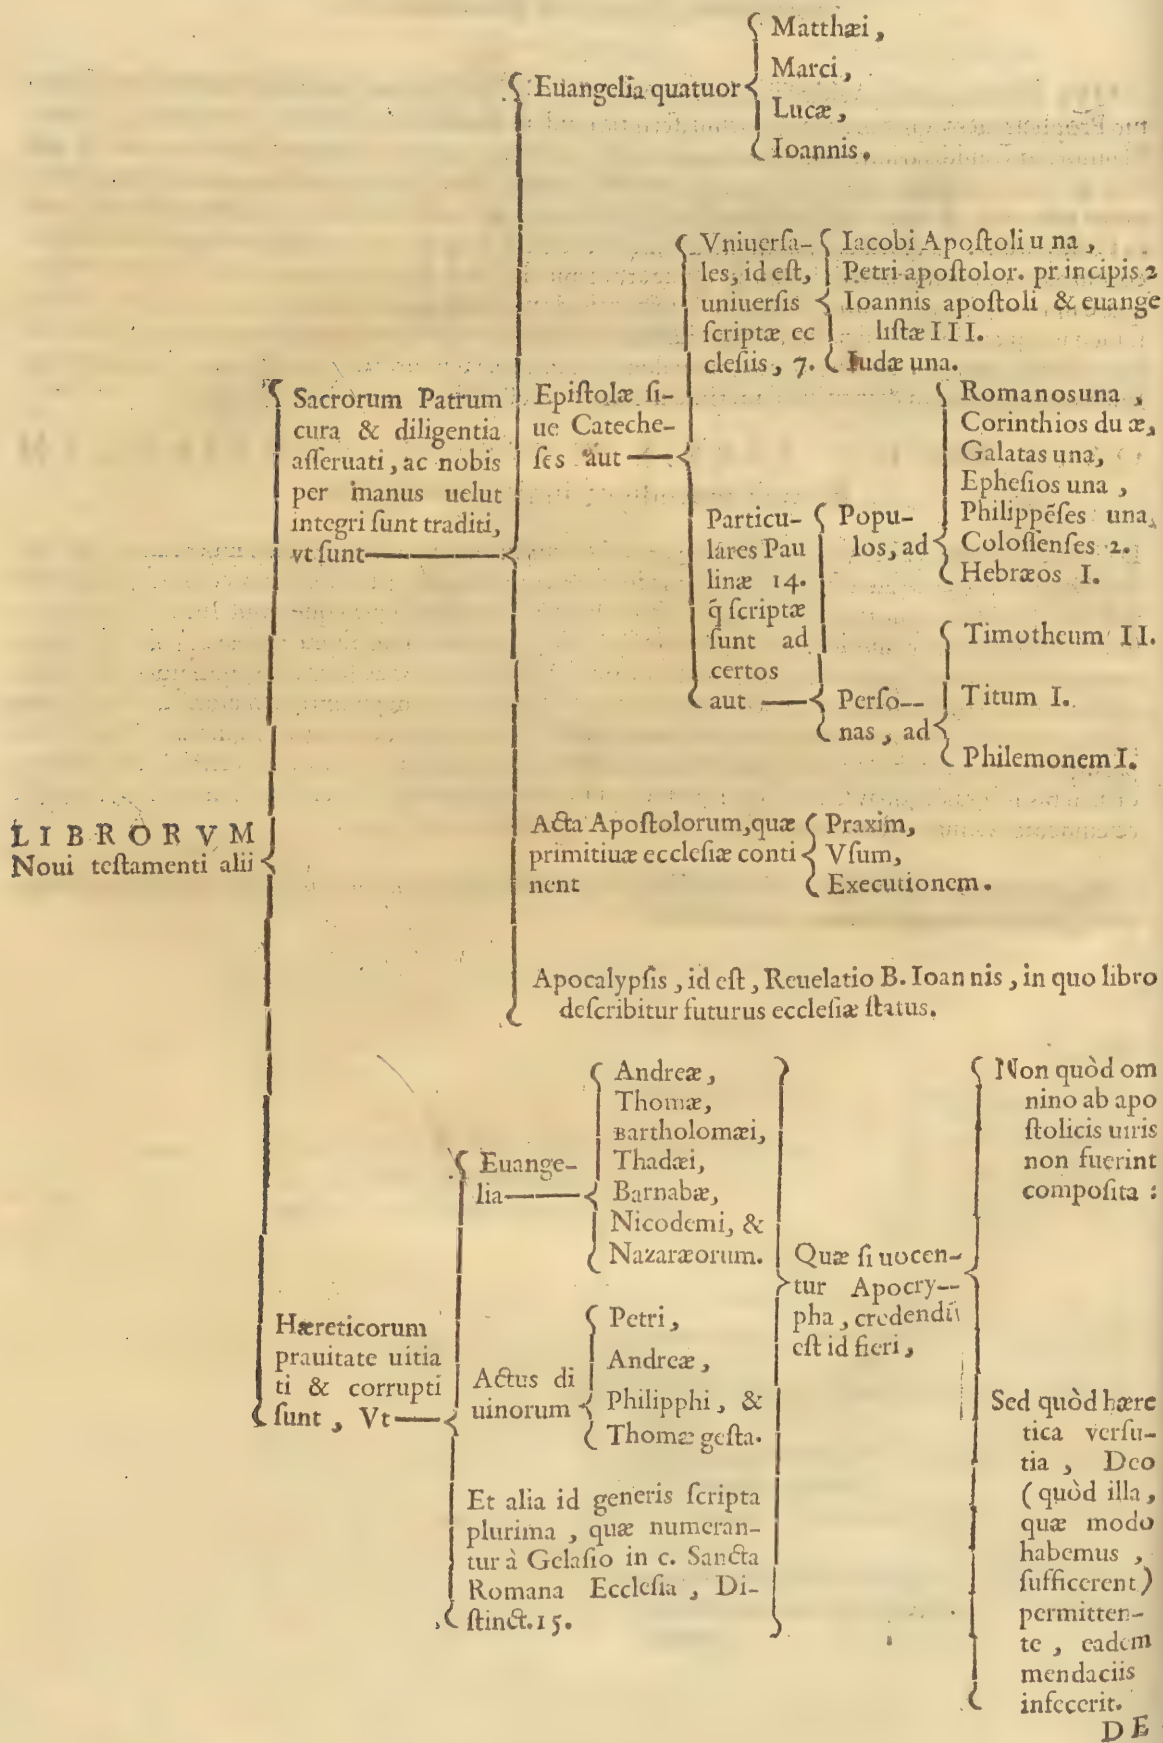 LIBRORVM
Noui teſtamenti alii
Sacrorum Patrum
cura & diligentia
aſſeruati, ac nobis
per manus uelut
integri ſunt traditi,
vt ſunt
Euangelia quatuor
Matthæi,
Marci,
Lucæ,
Ioannis.
Epiſtolæ ſi-
ue Cateche-
ſes aut
Vniuerſa-
les, id eſt,
uniuerſis
ſcriptæ ec
cleſiis, 7.
Iacobi Apoſtoli u na,
Petri apoſtolor. pr incipis 2
Ioannis apoſtoli & euange
liſtæ III.
Iudæ una.
Particu-
lares Pau
linæ 14.
q̃ ſcriptæ
ſunt ad
certos
aut
Popu-
los, ad
Romanosuna,
Corinthios du æ,
Galatas una,
Epheſios una,
Philippēſes una,
Coloſſenſes 2.
Hebræos I.
Perſo--
nas, ad
Timotheum II.
Titum I.
Philemonem I.
Acta Apoſtolorum, quæ
primitiuæ eccleſiæ conti
nent
Praxim,
Vſum,
Executionem.
Apocalypſis, id eſt, Reuelatio B. Ioan nis, in quo libro
deſcribitur futurus eccleſiæ ſtatus.
Hæreticorum
prauitate uitia
ti & corrupti
ſunt, Vt
Euange-
lia
Andreæ,
Thomæ,
Bartholomæi,
Thadæi,
Barnabæ,
Nicodemi, &
Nazaræorum.
Actus di
uinorum
Petri,
Andreæ,
Philipphi, &
Thomæ geſta.
Et alia id generis ſcripta
plurima, quæ numeran-
tur à Gelaſio in c. Sancta
Romana Eccleſia, Di-
ſtinct. 15.
Quæ ſi uocen-
tur Apocry--
pha, credendū
eſt id fieri,
Non quòd om
nino ab apo
ſtolicis uiris
non fuerint
compoſita:
Sed quòd hære
tica verſu-
tia, Deo
(quòd illa,
quæ modo
habemus,
ſufficerent)
permitten-
te, eadem
mendaciis
infecerit.
DE